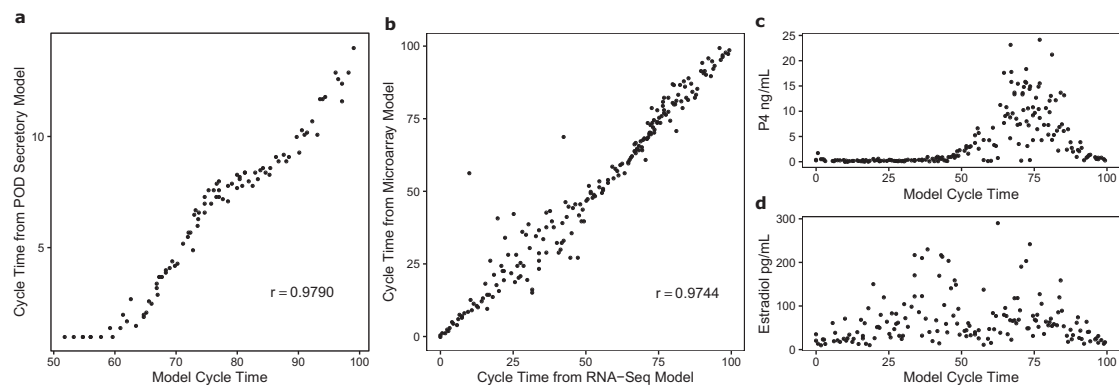 a
Cycle Time from POD Secretory Model
10
5
r = 0.9790
50 60 70 80 90 100
Model Cycle Time
b
Cycle Time from Microarray Model
100
75
50
25
0
r = 0.9744
0 25 50 75 100
Cycle Time from RNA−Seq Model
c
P4 ng/mL
25
20
15
10
5
0
0 25 50 75 100
Model Cycle Time
d
Estradiol pg/mL
300
200
100
0
0 25 50 75 100
Model Cycle Time